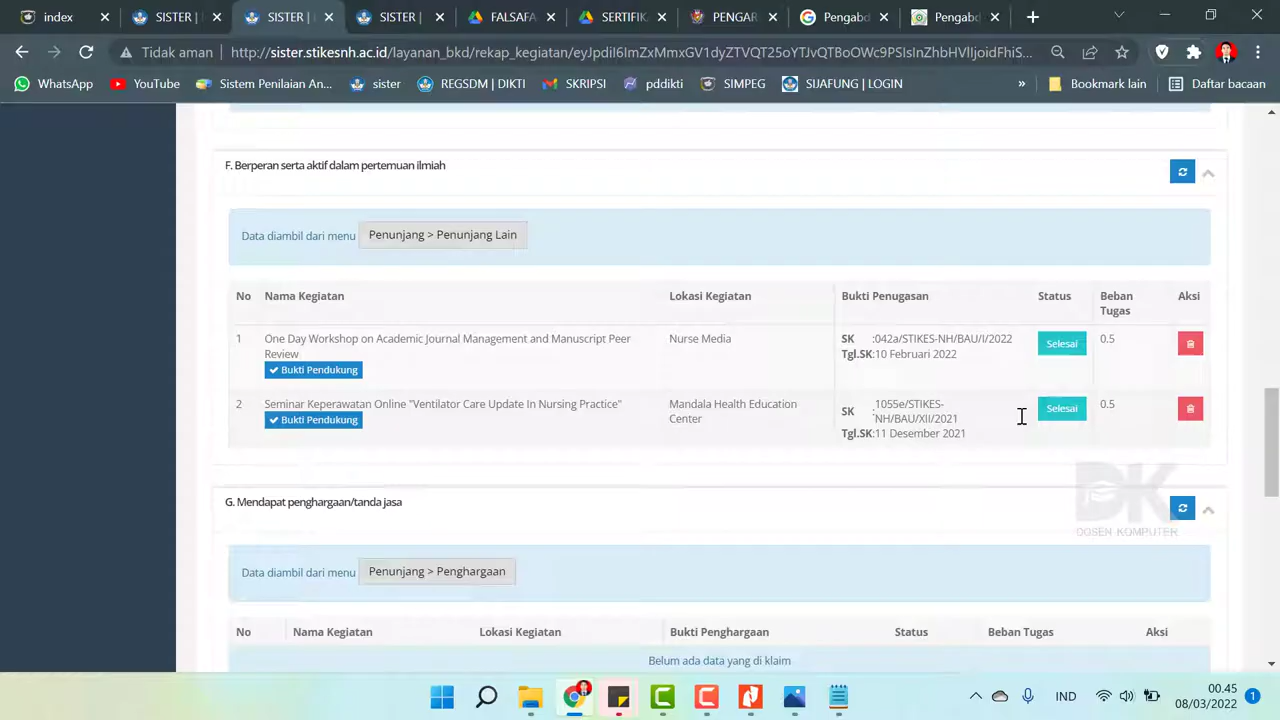 index
SISTER |
SISTER |
SISTER |
FALSAFA
SERTIFIK
PENGAR
Pengabd
Pengabd
Tidak aman
http://sister.stikesnh.ac.id/layanan_bkd/rekap_kegiatan/eyJpdiI6ImZxMmxGV1dyZTVQT25oYTJvQTBoOWc9PSIsInZhbHVlIjoidFhiS...
WhatsApp
YouTube
Sistem Penilaian An...
sister
REGSDM | DIKTI
SKRIPSI
pddikti
SIMPEG
SIJAFUNG | LOGIN
»
Bookmark lain
Daftar bacaan
F. Berperan serta aktif dalam pertemuan ilmiah
Data diambil dari menu Penunjang > Penunjang Lain
No Nama Kegiatan Lokasi Kegiatan Bukti Penugasan Status Beban Tugas Aksi
1 One Day Workshop on Academic Journal Management and Manuscript Peer Review
Bukti Pendukung
Nurse Media
SK :042a/STIKES-NH/BAU/I/2022
Tgl.SK:10 Februari 2022
Selesai
0.5
2 Seminar Keperawatan Online "Ventilator Care Update In Nursing Practice"
Bukti Pendukung
Mandala Health Education
Center
SK :1055e/STIKES-
NH/BAU/XII/2021
Tgl.SK:11 Desember 2021
Selesai
0.5
DK
DOSEN KOMPUTER
G. Mendapat penghargaan/tanda jasa
Data diambil dari menu Penunjang > Penghargaan
No Nama Kegiatan Lokasi Kegiatan Bukti Penghargaan Status Beban Tugas Aksi
Belum ada data yang di klaim
IND
00.45
08/03/2022
1